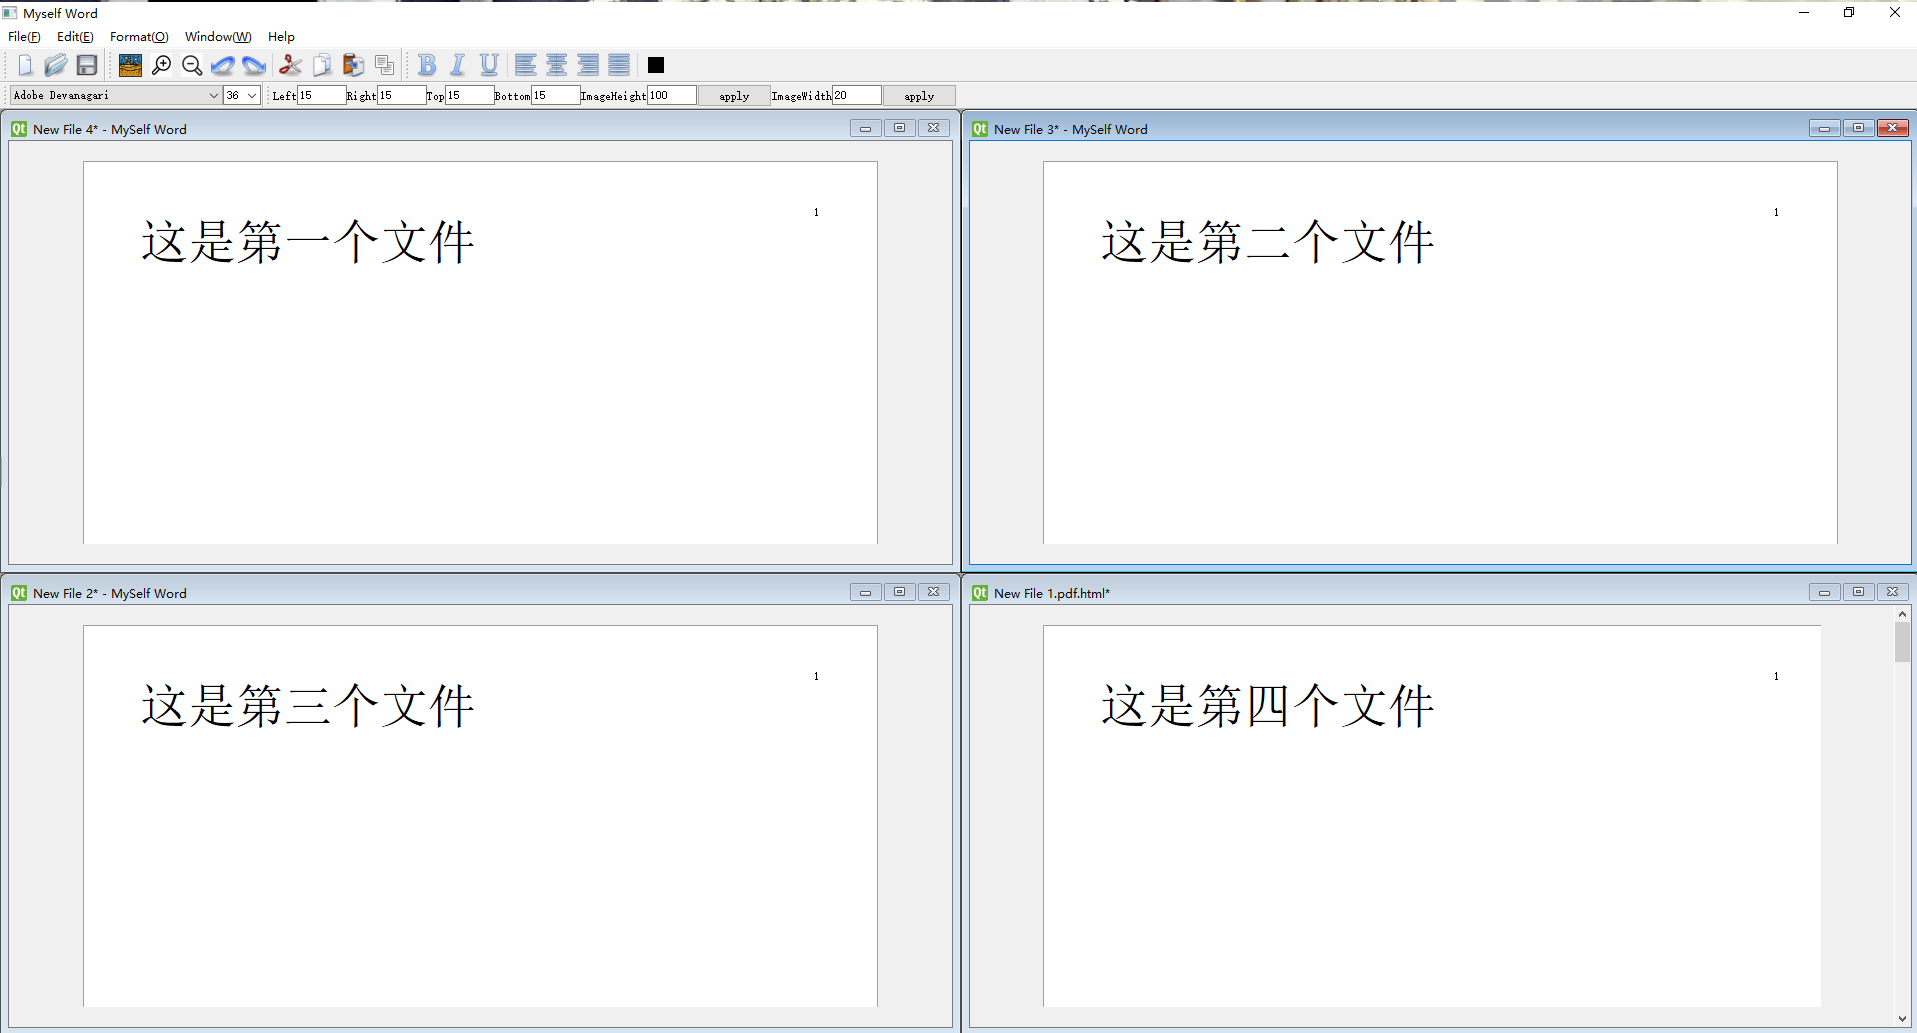 Myself Word
File(F) Edit(E) Format(O) Window(W) Help
B I U
Adobe Devanagari 36 Left 15 Right 15 Top 15 Bottom 15 ImageHeight 100 apply ImageWidth 20 apply
Qt New File 4* - MySelf Word
1
这是第一个文件
Qt New File 3* - MySelf Word
1
这是第二个文件
Qt New File 2* - MySelf Word
1
这是第三个文件
Qt New File 1.pdf.html*
1
这是第四个文件